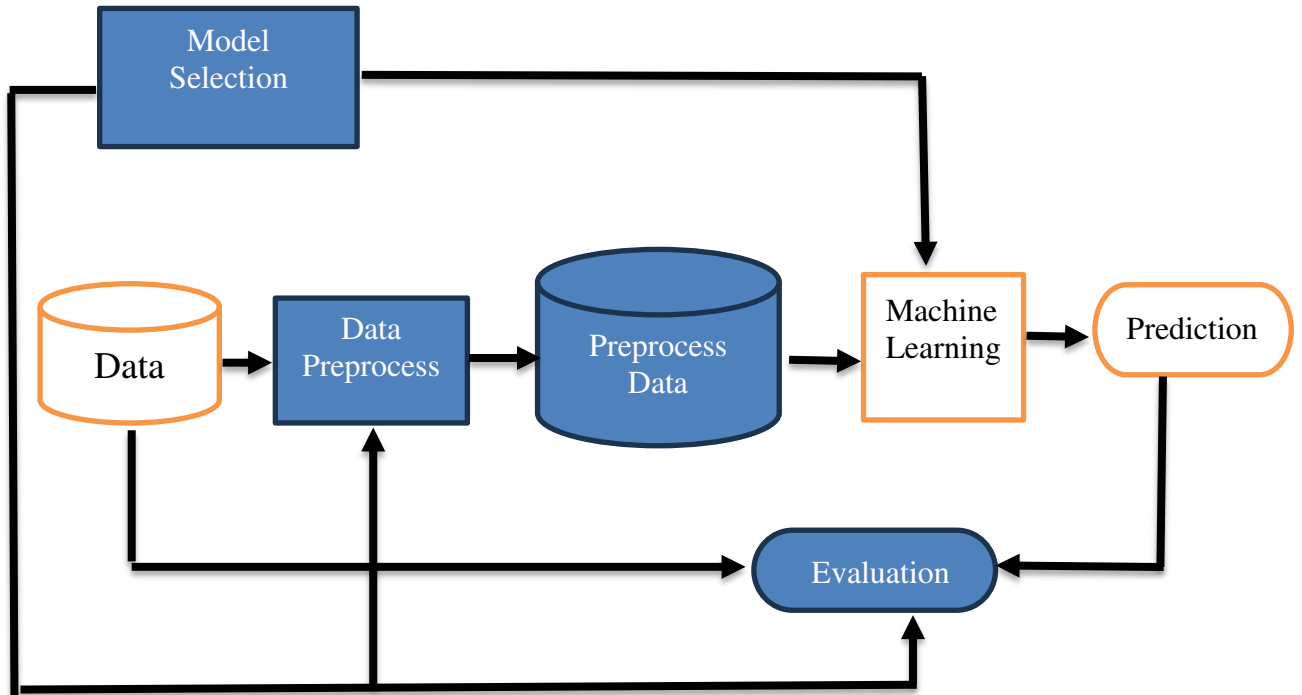 Model
Selection
Data
Data
Preprocess
Preprocess
Data
Machine
Learning
Prediction
Evaluation